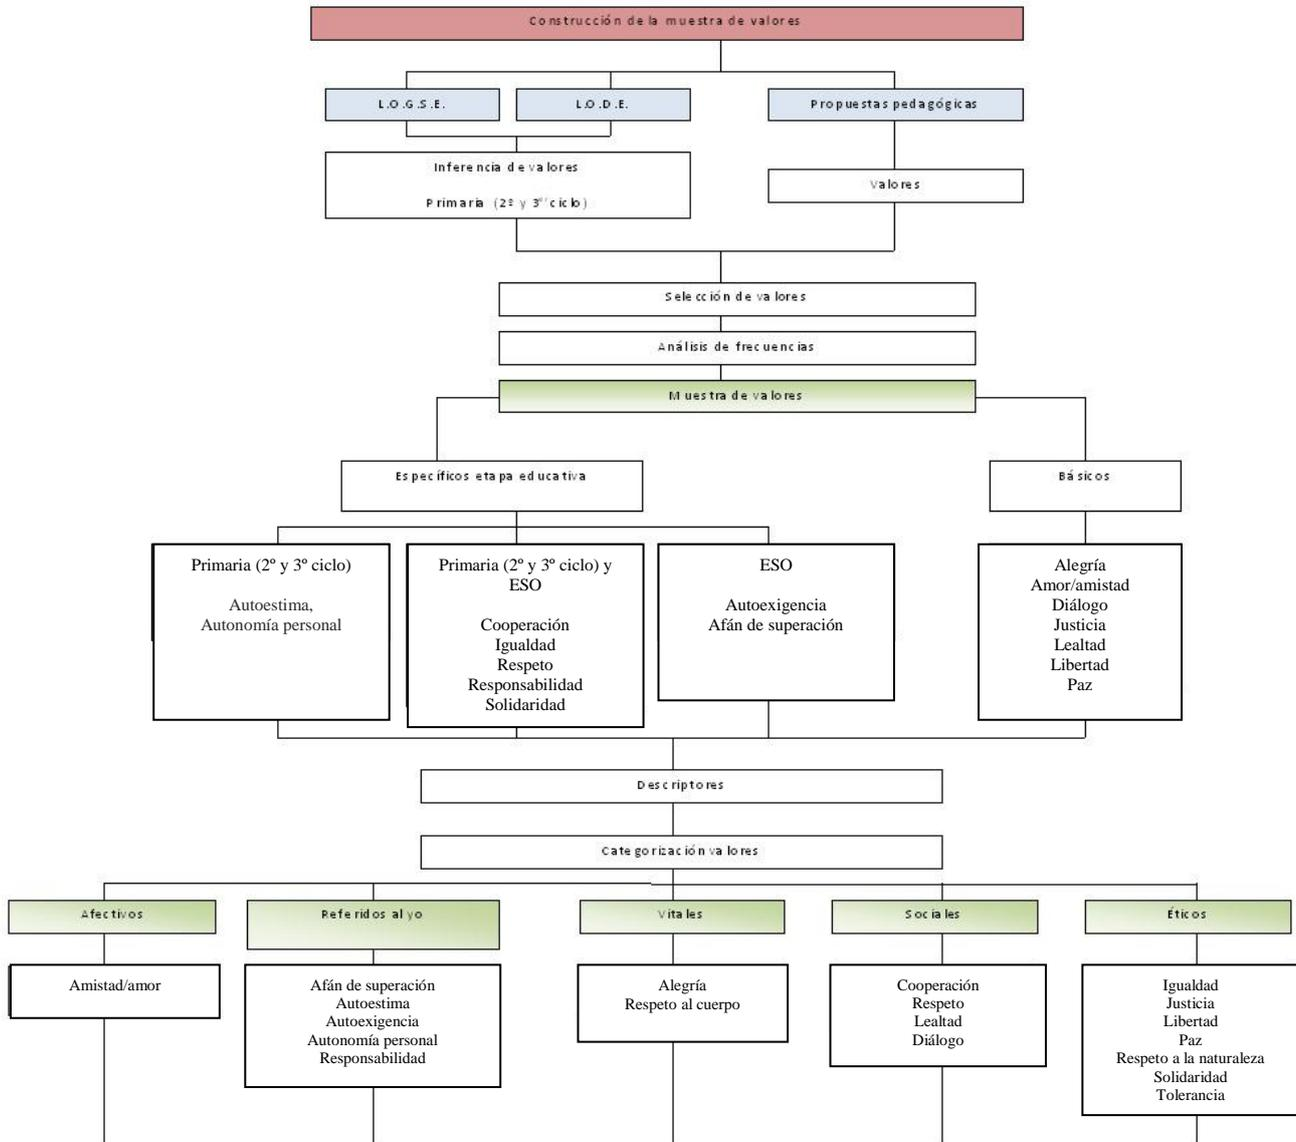 Construcción de la muestra de valores
L.O.G.S.E.
L.O.D.E.
Propuestas pedagógicas
Inferencia de valores
Primaria (2º y 3er ciclo)
Valores
Selección de valores
Análisis de frecuencias
Muestra de valores
Específicos etapa educativa
Básicos
Primaria (2º y 3º ciclo)
Autoestima,
Autonomía personal
Primaria (2º y 3º ciclo) y
ESO
Cooperación
Igualdad
Respeto
Responsabilidad
Solidaridad
ESO
Autoexigencia
Afán de superación
Alegría
Amor/amistad
Diálogo
Justicia
Lealtad
Libertad
Paz
Descriptores
Categorización valores
Afectivos
Referidos al yo
Vitales
Sociales
Éticos
Amistad/amor
Afán de superación
Autoestima
Autoexigencia
Autonomía personal
Responsabilidad
Alegría
Respeto al cuerpo
Cooperación
Respeto
Lealtad
Diálogo
Igualdad
Justicia
Libertad
Paz
Respeto a la naturaleza
Solidaridad
Tolerancia